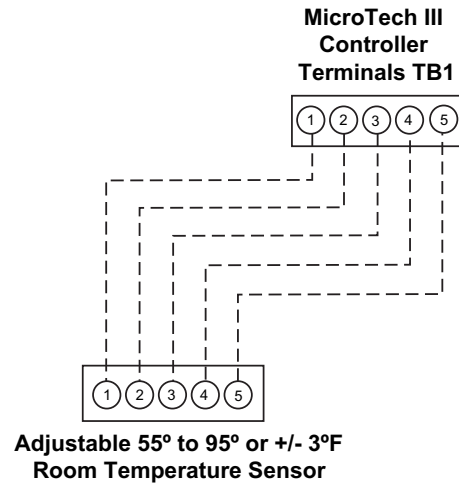 MicroTech III
Controller
Terminals TB1
1 2 3 4 5
1 2 3 4 5
Adjustable 55º to 95º or +/- 3ºF
Room Temperature Sensor